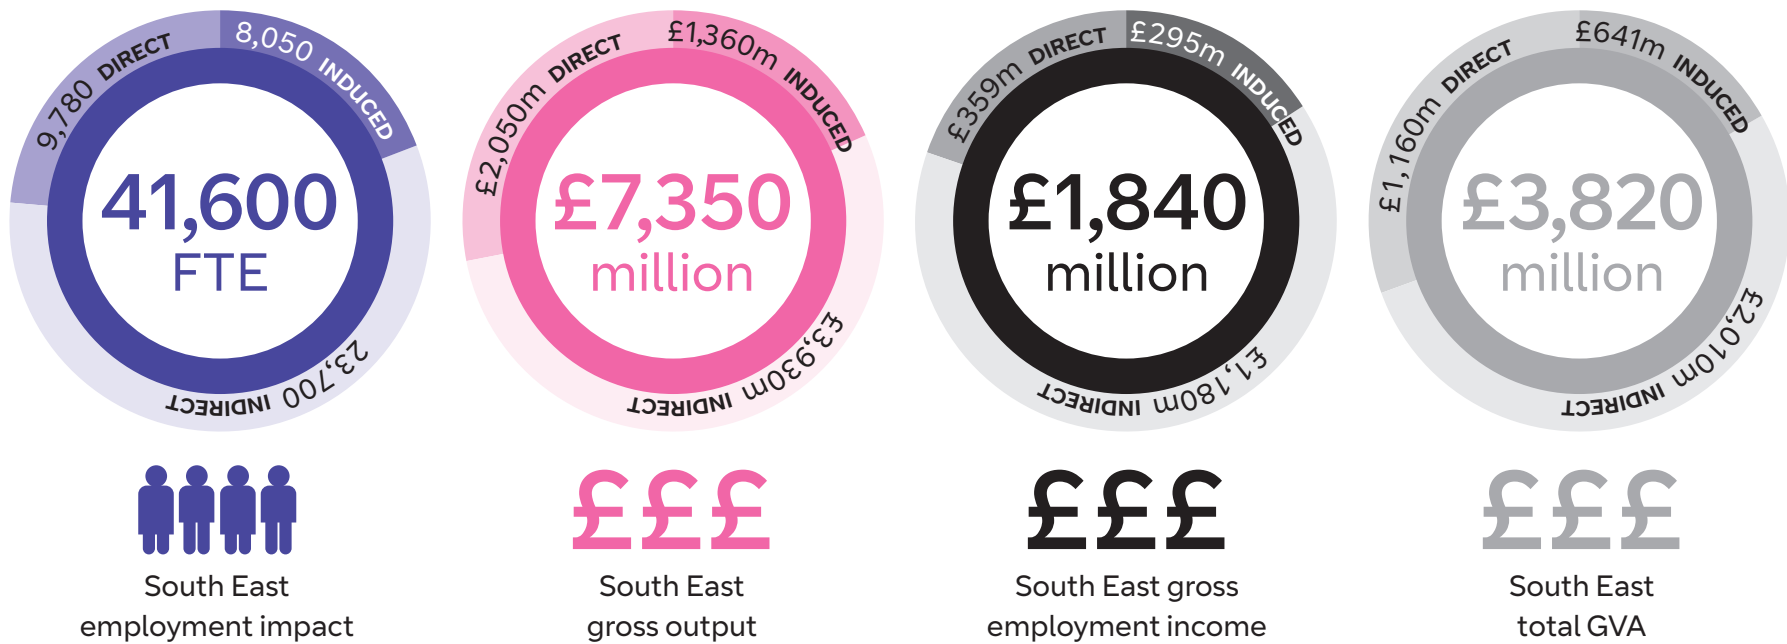 9,780 DIRECT
8,050 INDUCED
23,700 INDIRECT
41,600
FTE
South East
employment impact
£2,050m DIRECT
£1,360m INDUCED
£3,930m INDIRECT
£7,350
million
£££
South East
gross output
£359m DIRECT
£295m INDUCED
£1,180m INDIRECT
£1,840
million
£££
South East gross
employment income
£1,160m DIRECT
£641m INDUCED
£2,010m INDIRECT
£3,820
million
£££
South East
total GVA